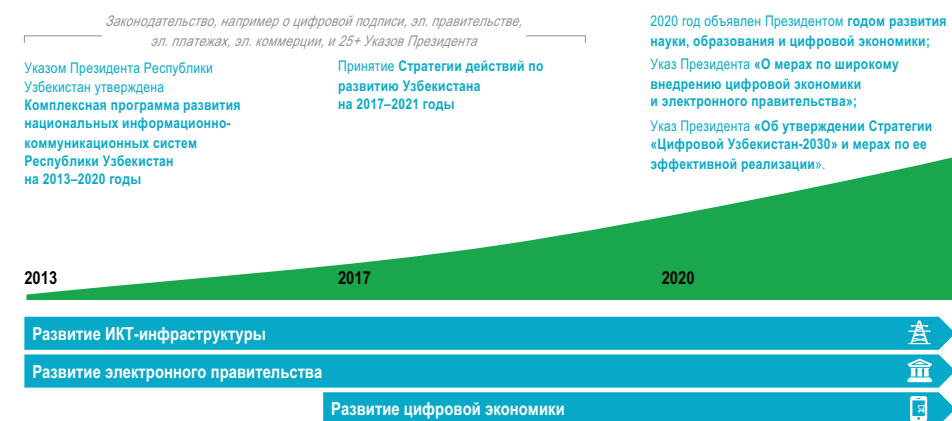 Законодательство, например о цифровой подписи, эл. правительстве,
эл. платежах, эл. коммерции, и 25+ Указов Президента
Указом Президента Республики
Узбекистан утверждена
Комплексная программа развития
национальных информационно-
коммуникационных систем
Республики Узбекистан
на 2013–2020 годы
Принятие Стратегии действий по
развитию Узбекистана
на 2017–2021 годы
2020 год объявлен Президентом годом развития
науки, образования и цифровой экономики;
Указ Президента «О мерах по широкому
внедрению цифровой экономики
и электронного правительства»;
Указ Президента «Об утверждении Стратегии
«Цифровой Узбекистан-2030» и мерах по ее
эффективной реализации».
2013
2017
2020
Развитие ИКТ-инфраструктуры
Развитие электронного правительства
Развитие цифровой экономики